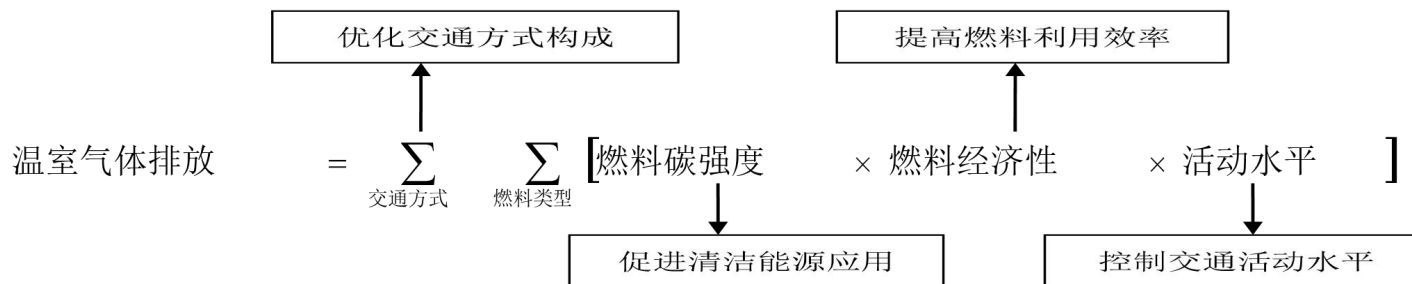 优化交通方式构成 提高燃料利用效率
温室气体排放 = ∑ ∑ [燃料碳强度 × 燃料经济性 × 活动水平 ]
交通方式 燃料类型
促进清洁能源应用 控制交通活动水平